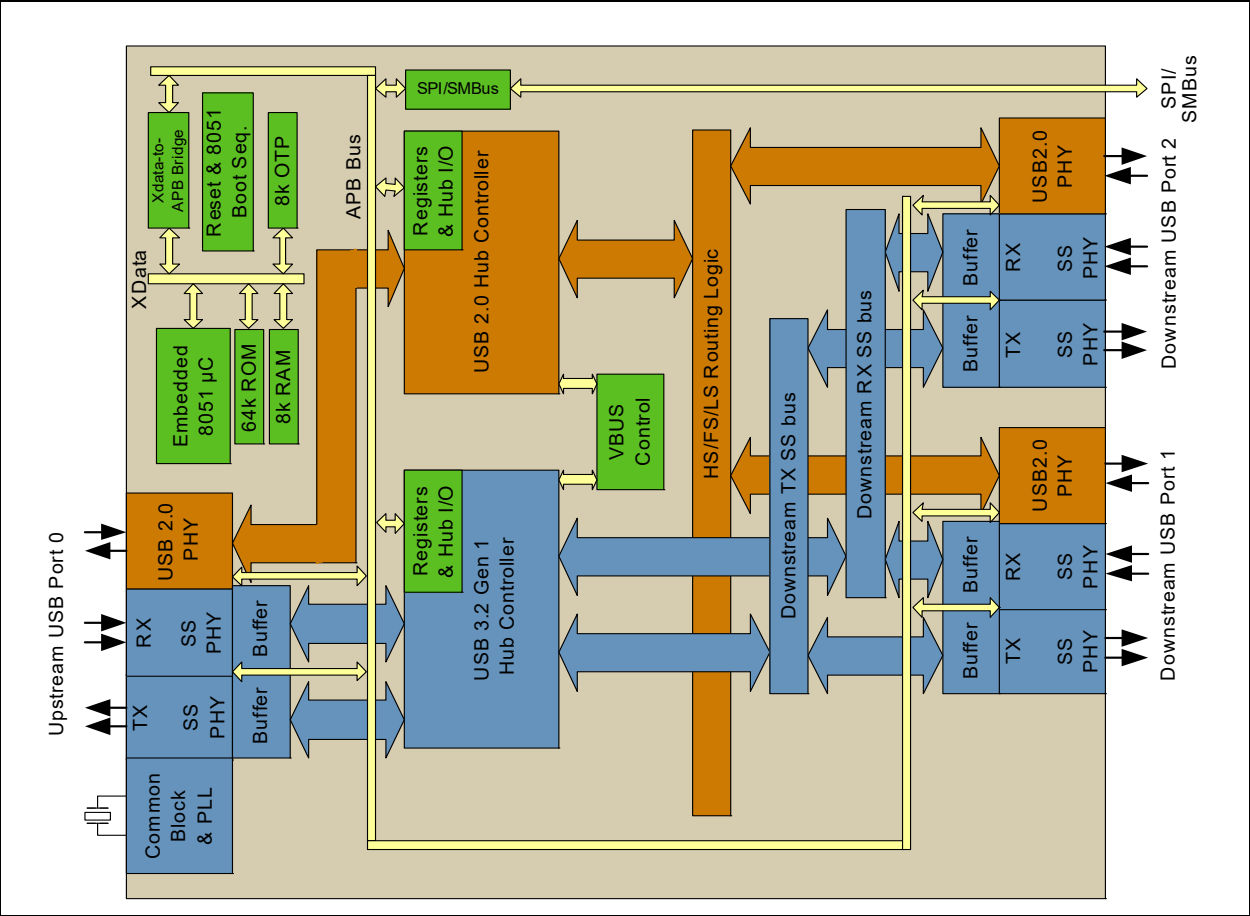 SPI/SMBus
SPI/
SMBus
Xdata-to-
APB Bridge
Reset & 8051
Boot Seq.
8k OTP
APB Bus
XData
Embedded
8051 µC
64k ROM
8k RAM
Registers
& Hub I/O
USB 2.0 Hub Controller
VBUS
Control
Registers
& Hub I/O
USB 3.2 Gen 1
Hub Controller
HS/FS/LS Routing Logic
Downstream TX SS bus
Downstream RX SS bus
USB2.0
PHY
Buffer
RX
SS
PHY
Buffer
TX
SS
PHY
Downstream USB Port 2
USB2.0
PHY
Buffer
RX
SS
PHY
Buffer
TX
SS
PHY
Downstream USB Port 1
Upstream USB Port 0
USB 2.0
PHY
RX
SS
PHY
Buffer
TX
SS
PHY
Buffer
Common
Block
& PLL